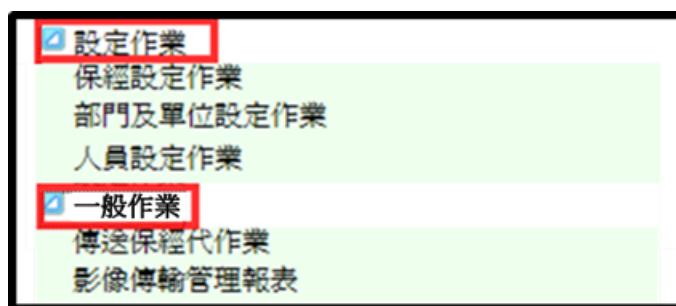 設定作業
保經設定作業
部門及單位設定作業
人員設定作業
一般作業
傳送保經代作業
影像傳輸管理報表